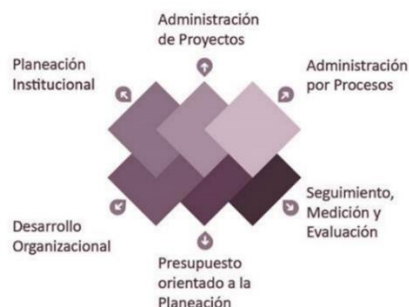 Administración
de Proyectos
Planeación
Institucional
Administración
por Procesos
Desarrollo
Organizacional
Seguimiento,
Medición y
Evaluación
Presupuesto
orientado a la
Planeación